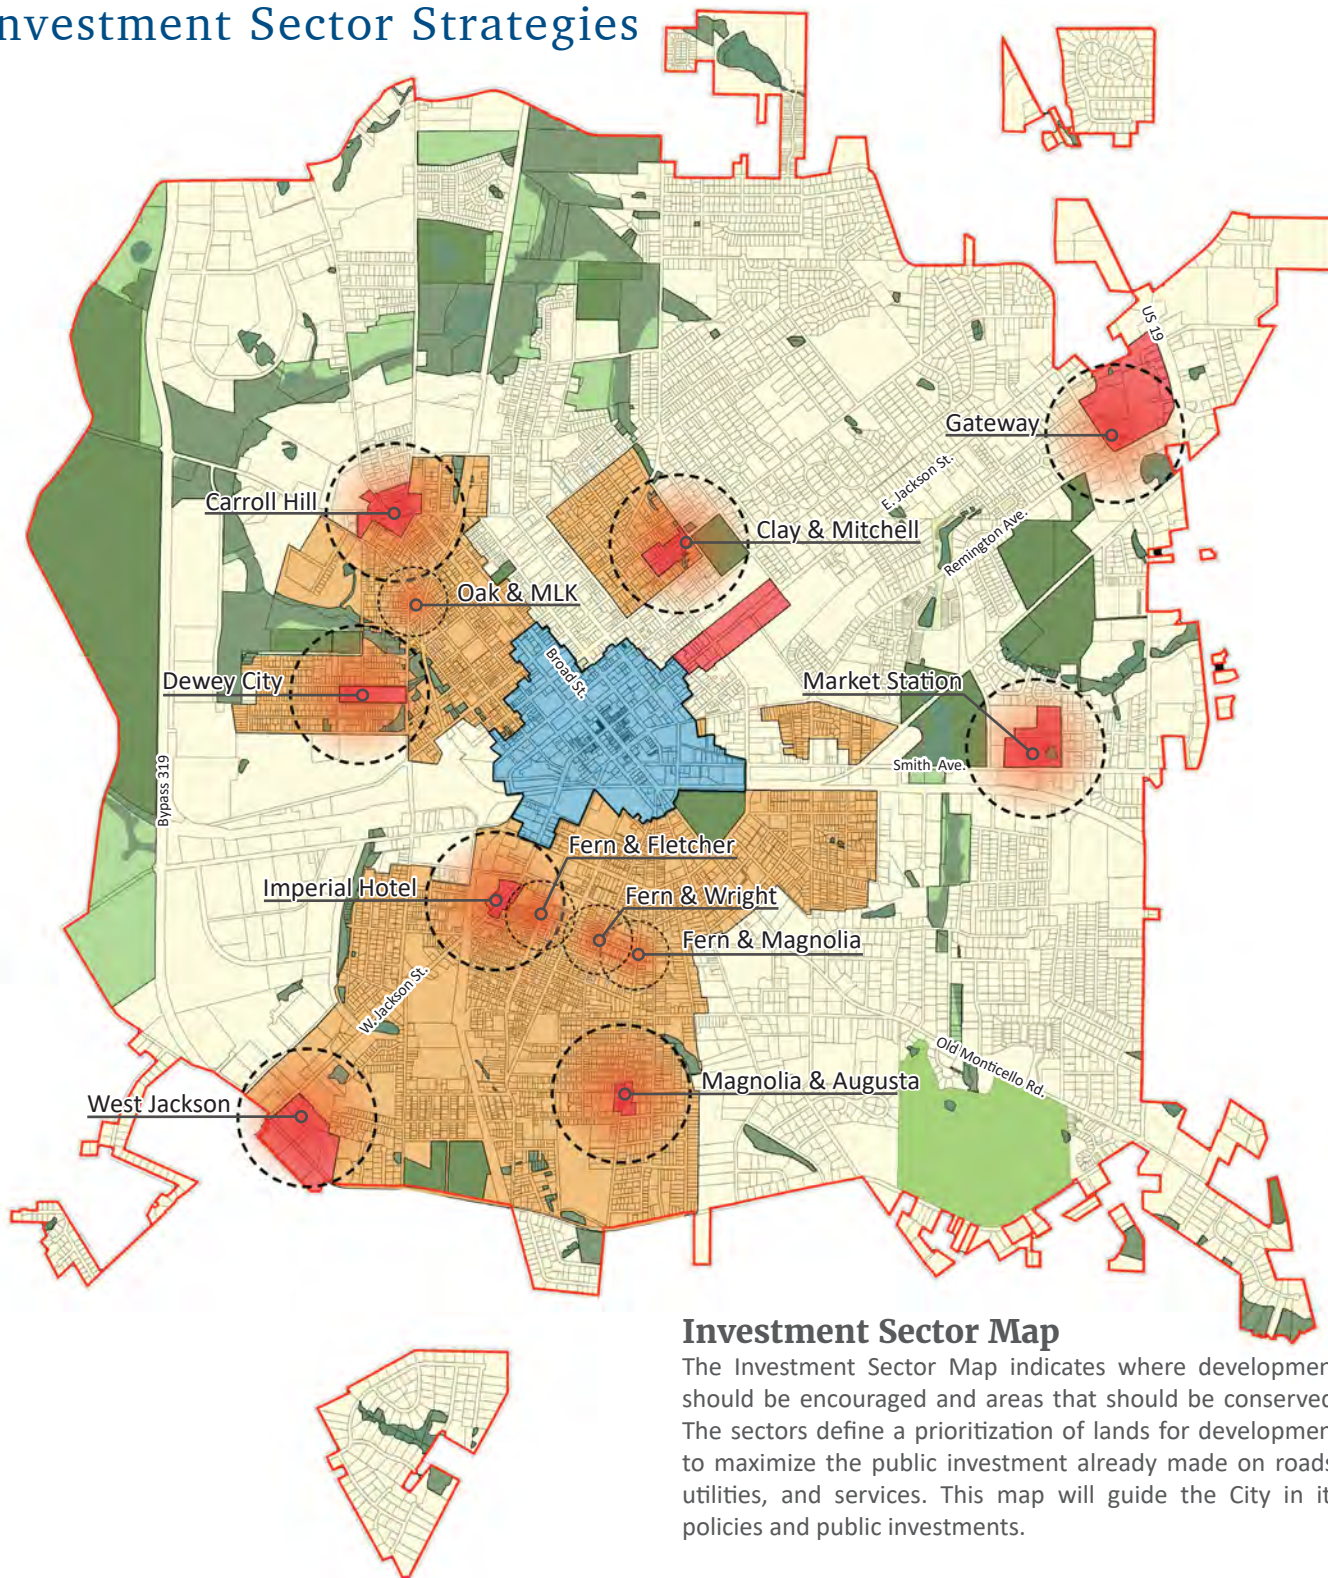 nvestment Sector Strategies
US 19
Gateway
E. Jackson St.
Carroll Hill
Clay & Mitchell
Remington Ave.
Oak & MLK
Broad St.
Dewey City
Market Station
Smith Ave.
Bypass 319
Fern & Fletcher
Imperial Hotel
Fern & Wright
Fern & Magnolia
W. Jackson St.
Old Monticello Rd.
Magnolia & Augusta
West Jackson
Investment Sector Map
The Investment Sector Map indicates where developmen
should be encouraged and areas that should be conserved
The sectors define a prioritization of lands for developmen
to maximize the public investment already made on roads
utilities, and services. This map will guide the City in it
policies and public investments.